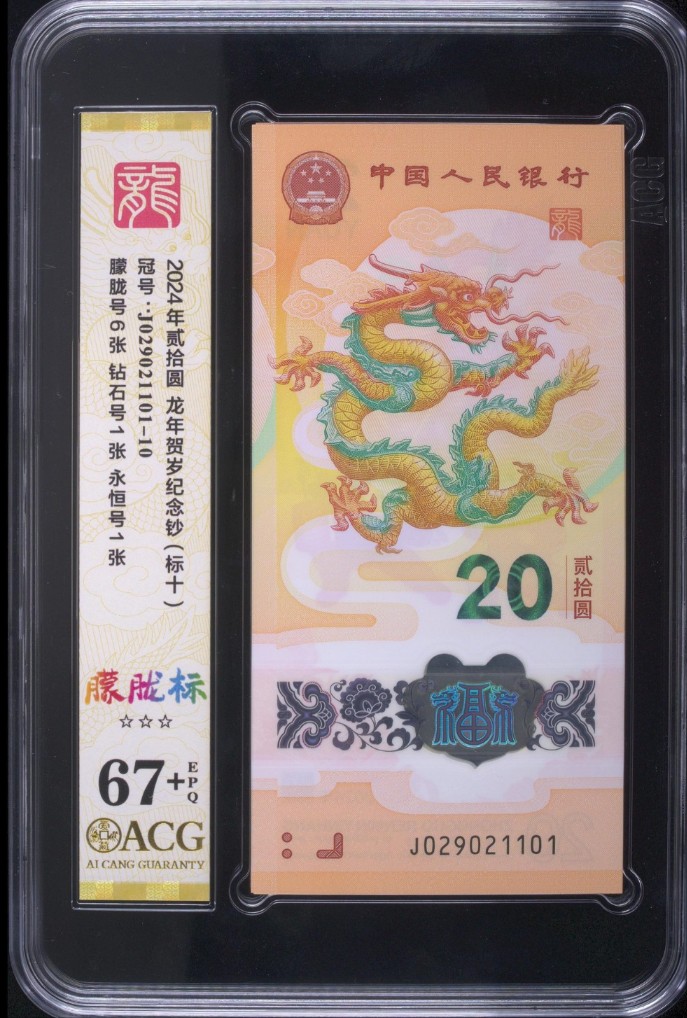 龍
2024年贰拾圆 龙年贺岁纪念钞(标十)
冠号:J029021101-10
朦胧号6张 钻石号1张 永恒号1张
朦胧标
☆☆☆
67+
EPQ
ACG
AI CANG GUARANTY
中国人民银行
龍
20
贰拾圆
福
J029021101
ACG